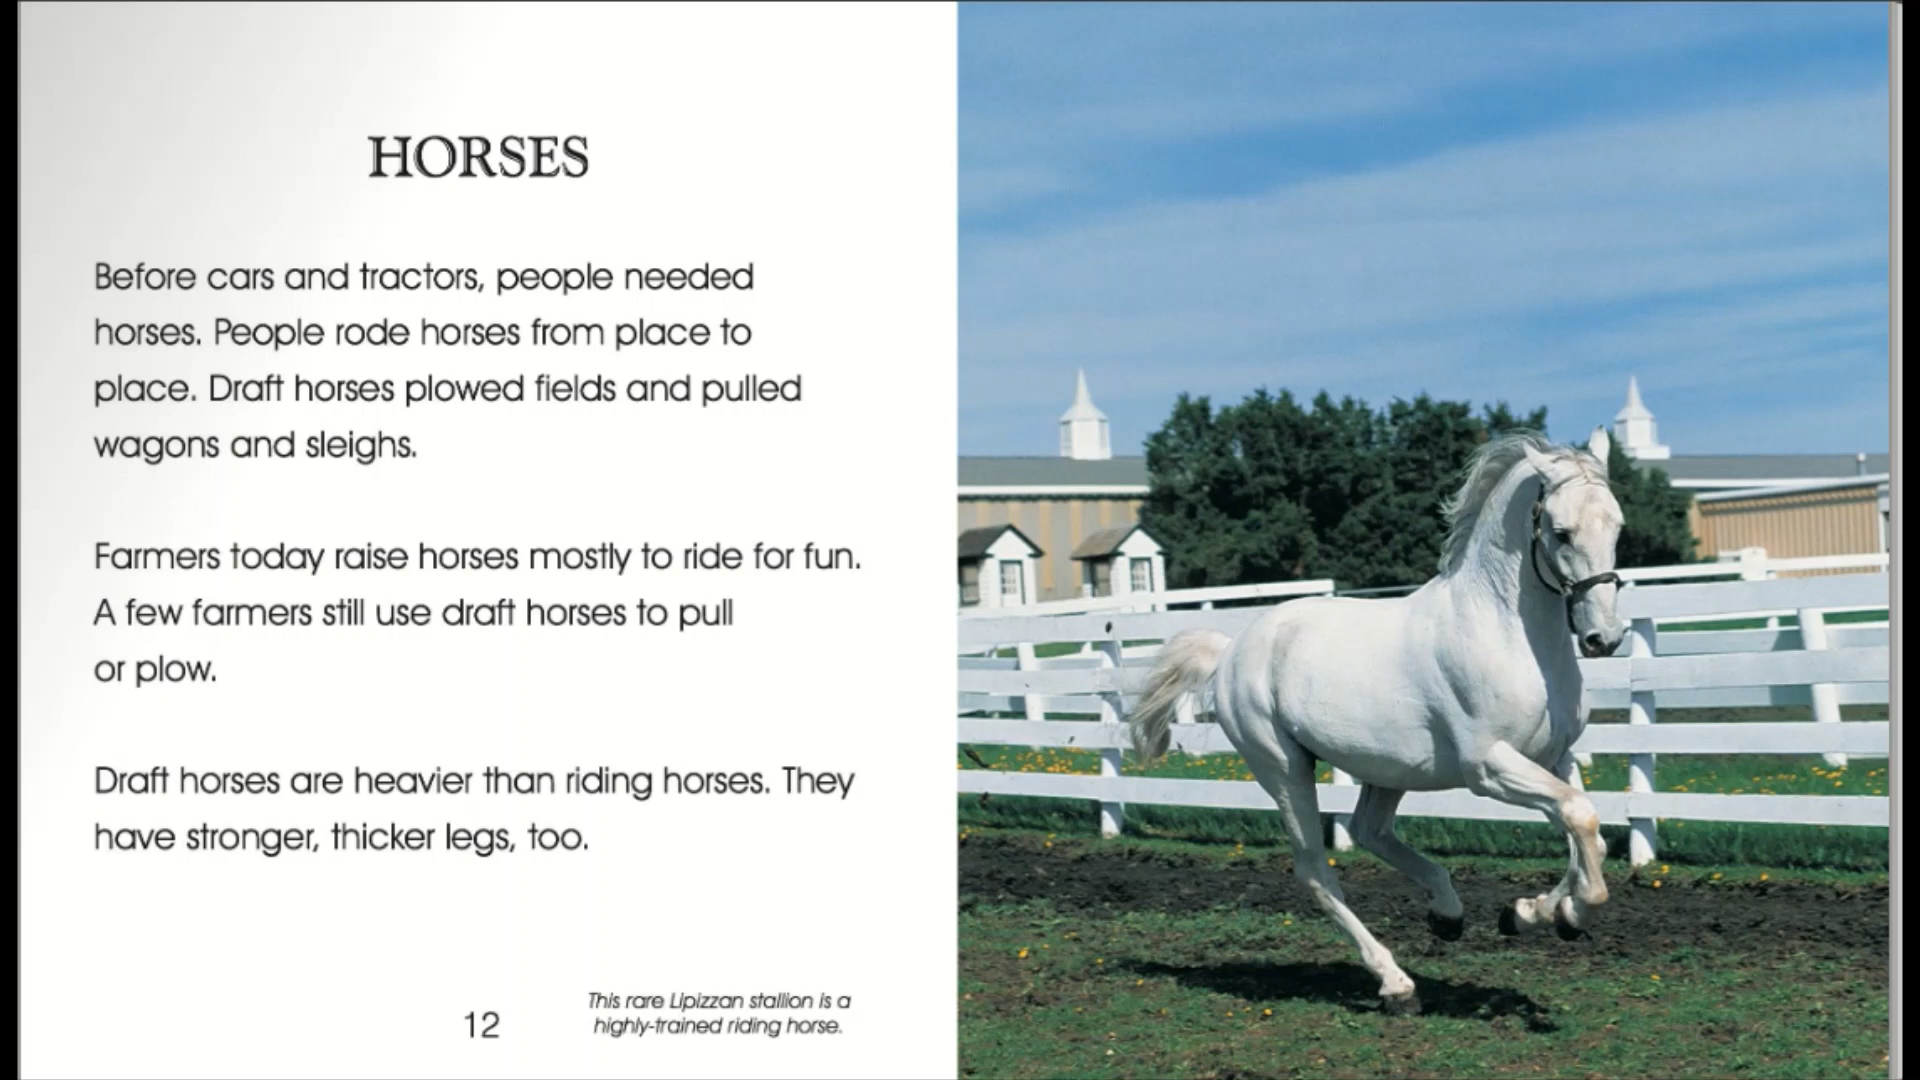 HORSES
Before cars and tractors, people needed
horses. People rode horses from place to
place. Draft horses plowed fields and pulled
wagons and sleighs.
Farmers today raise horses mostly to ride for fun.
A few farmers still use draft horses to pull
or plow.
Draft horses are heavier than riding horses. They
have stronger, thicker legs, too.
This rare Lipizzan stallion is a
highly-trained riding horse.
12